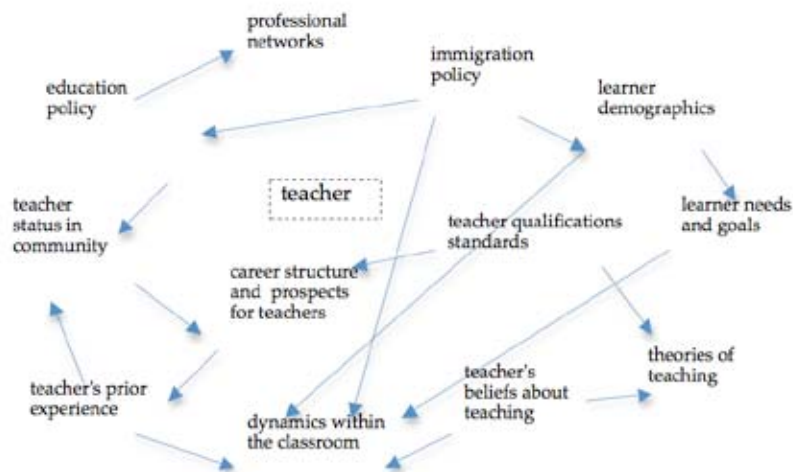 professional
networks
immigration
policy
education
policy
learner
demographics
teacher
teacher
status in
community
teacher qualifications
standards
learner needs
and goals
career structure
and prospects
for teachers
theories of
teaching
teacher's prior
experience
teacher's
beliefs about
teaching
dynamics within
the classroom